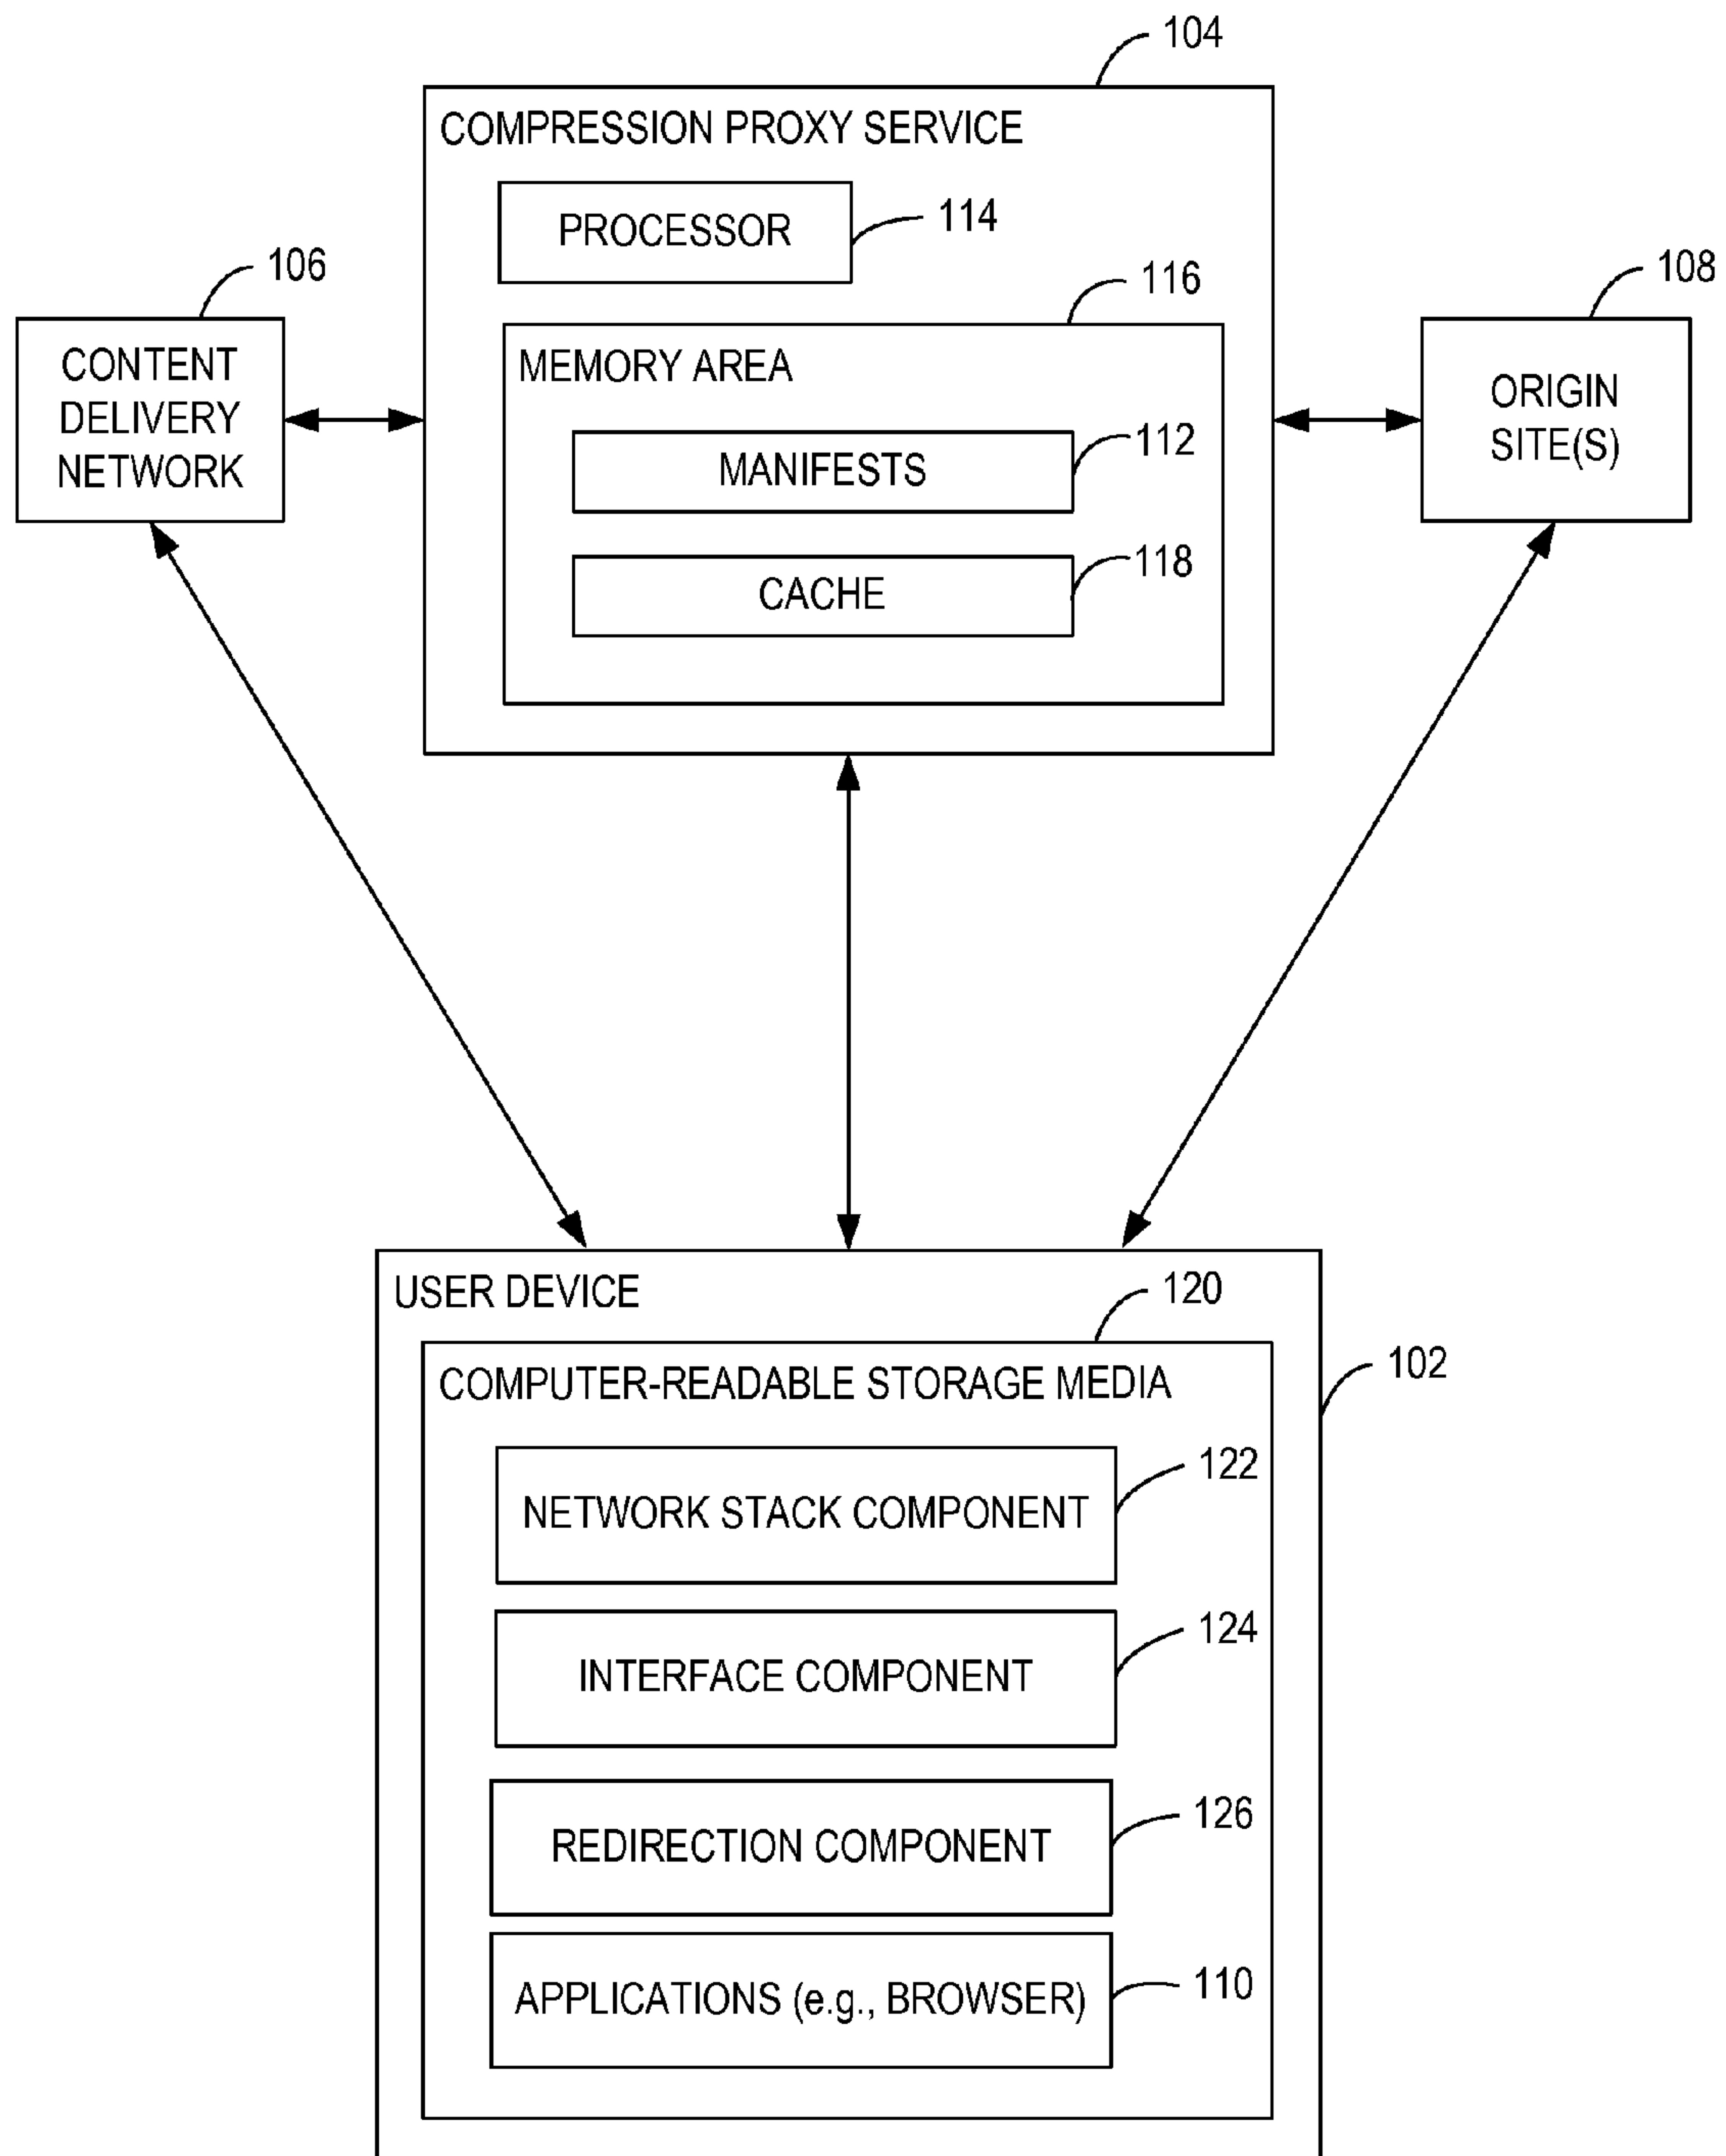 104
COMPRESSION PROXY SERVICE
PROCESSOR
114
106
108
116
CONTENT
DELIVERY
NETWORK
MEMORY AREA
ORIGIN
SITE(S)
MANIFESTS
112
CACHE
118
USER DEVICE
120
COMPUTER-READABLE STORAGE MEDIA
102
NETWORK STACK COMPONENT
122
INTERFACE COMPONENT
124
REDIRECTION COMPONENT
126
APPLICATIONS (e.g., BROWSER)
110